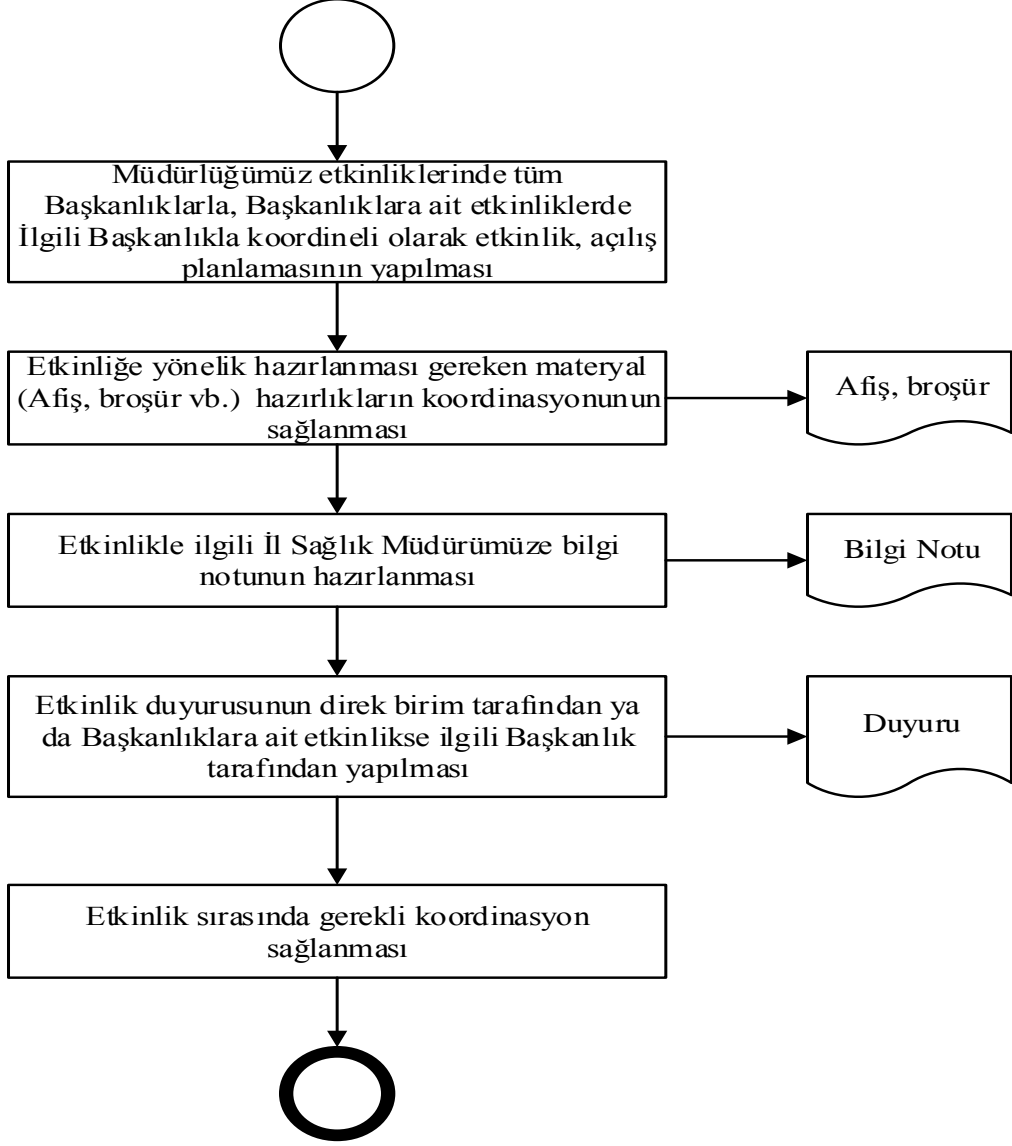 Müdürlüğümüz etkinliklerinde tüm
Başkanlıklarla, Başkanlıklara ait etkinliklerde
İlgili Başkanlıkla koordineli olarak etkinlik, açılış
planlamasının yapılması
Etkinliğe yönelik hazırlanması gereken materyal
(Afiş, broşür vb.) hazırlıkların koordinasyonunun
sağlanması
Afiş, broşür
Etkinlikle ilgili İl Sağlık Müdürümüze bilgi
notunun hazırlanması
Bilgi Notu
Etkinlik duyurusunun direk birim tarafından ya
da Başkanlıklara ait etkinlikse ilgili Başkanlık
tarafından yapılması
Duyuru
Etkinlik sırasında gerekli koordinasyon
sağlanması